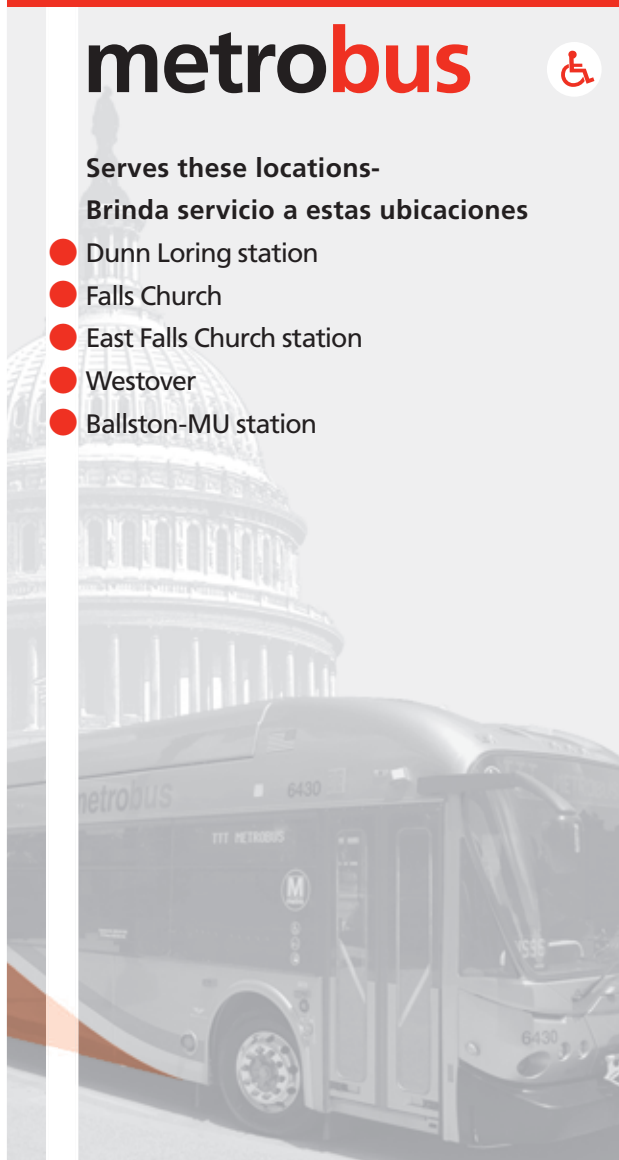 metrobus
Serves these locations-
Brinda servicio a estas ubicaciones
Dunn Loring station
Falls Church
East Falls Church station
Westover
Ballston-MU station
metrobus
6430
TYT METROBUS
M
6430